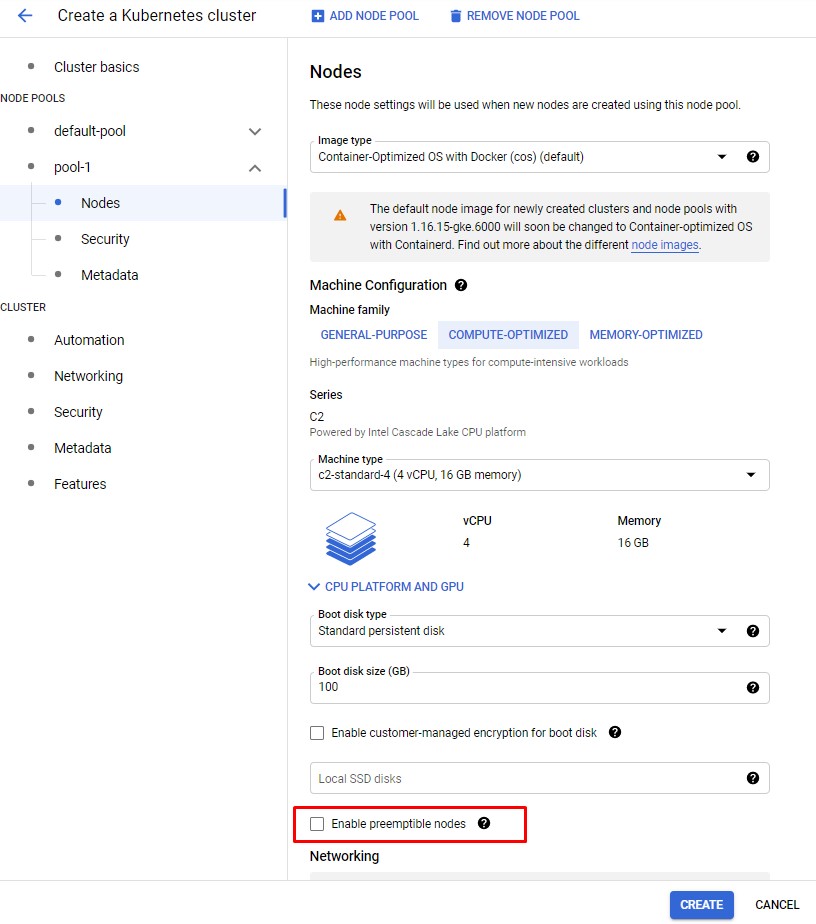 Create a Kubernetes cluster
ADD NODE POOL
REMOVE NODE POOL
Cluster basics
NODE POOLS
default-pool
pool-1
Nodes
Security
Metadata
CLUSTER
Automation
Networking
Security
Metadata
Features
Nodes
These node settings will be used when new nodes are created using this node pool.
Image type
Container-Optimized OS with Docker (cos) (default)
The default node image for newly created clusters and node pools with
version 1.16.15-gke.6000 will soon be changed to Container-optimized OS
with Containerd. Find out more about the different node images.
Machine Configuration
Machine family
GENERAL-PURPOSE
COMPUTE-OPTIMIZED
MEMORY-OPTIMIZED
High-performance machine types for compute-intensive workloads
Series
C2
Powered by Intel Cascade Lake CPU platform
Machine type
c2-standard-4 (4 vCPU, 16 GB memory)
vCPU
4
Memory
16 GB
CPU PLATFORM AND GPU
Boot disk type
Standard persistent disk
Boot disk size (GB)
100
Enable customer-managed encryption for boot disk
Local SSD disks
Enable preemptible nodes
Networking
CREATE
CANCEL